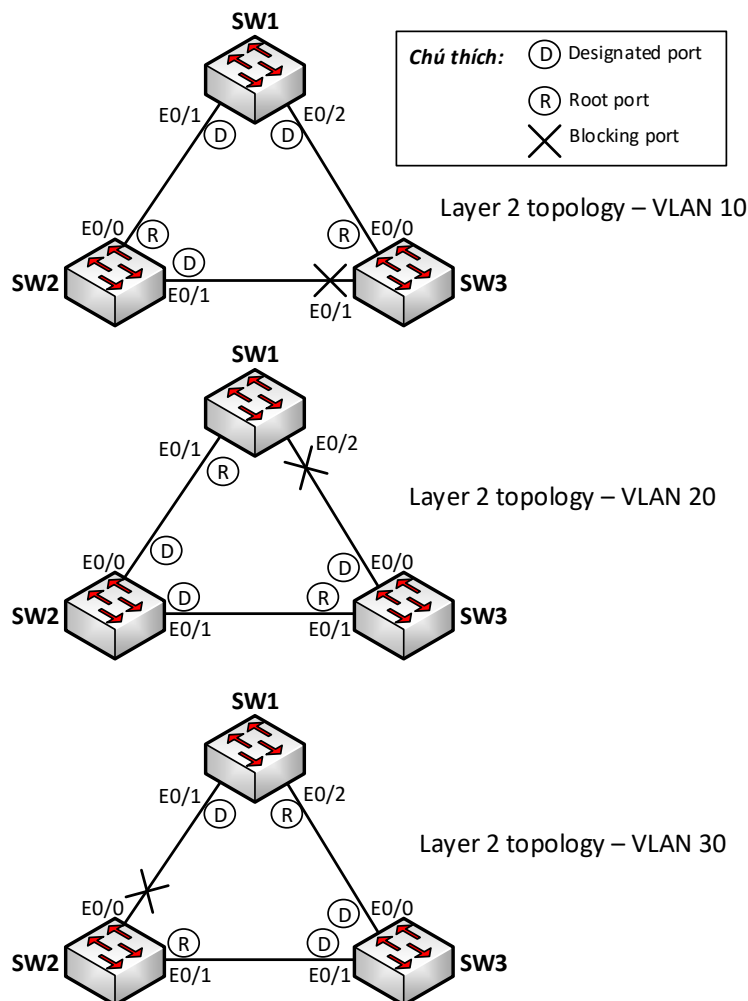 SW1
Chú thích:
D Designated port
R Root port
Blocking port
E0/1
E0/2
D
D
Layer 2 topology – VLAN 10
E0/0
E0/0
R
R
D
SW2
SW3
E0/1
E0/1
SW1
E0/1
E0/2
R
Layer 2 topology – VLAN 20
E0/0
E0/0
D
D
D
R
SW2
SW3
E0/1
E0/1
SW1
E0/1
E0/2
D
R
Layer 2 topology – VLAN 30
E0/0
E0/0
D
R
D
SW2
SW3
E0/1
E0/1